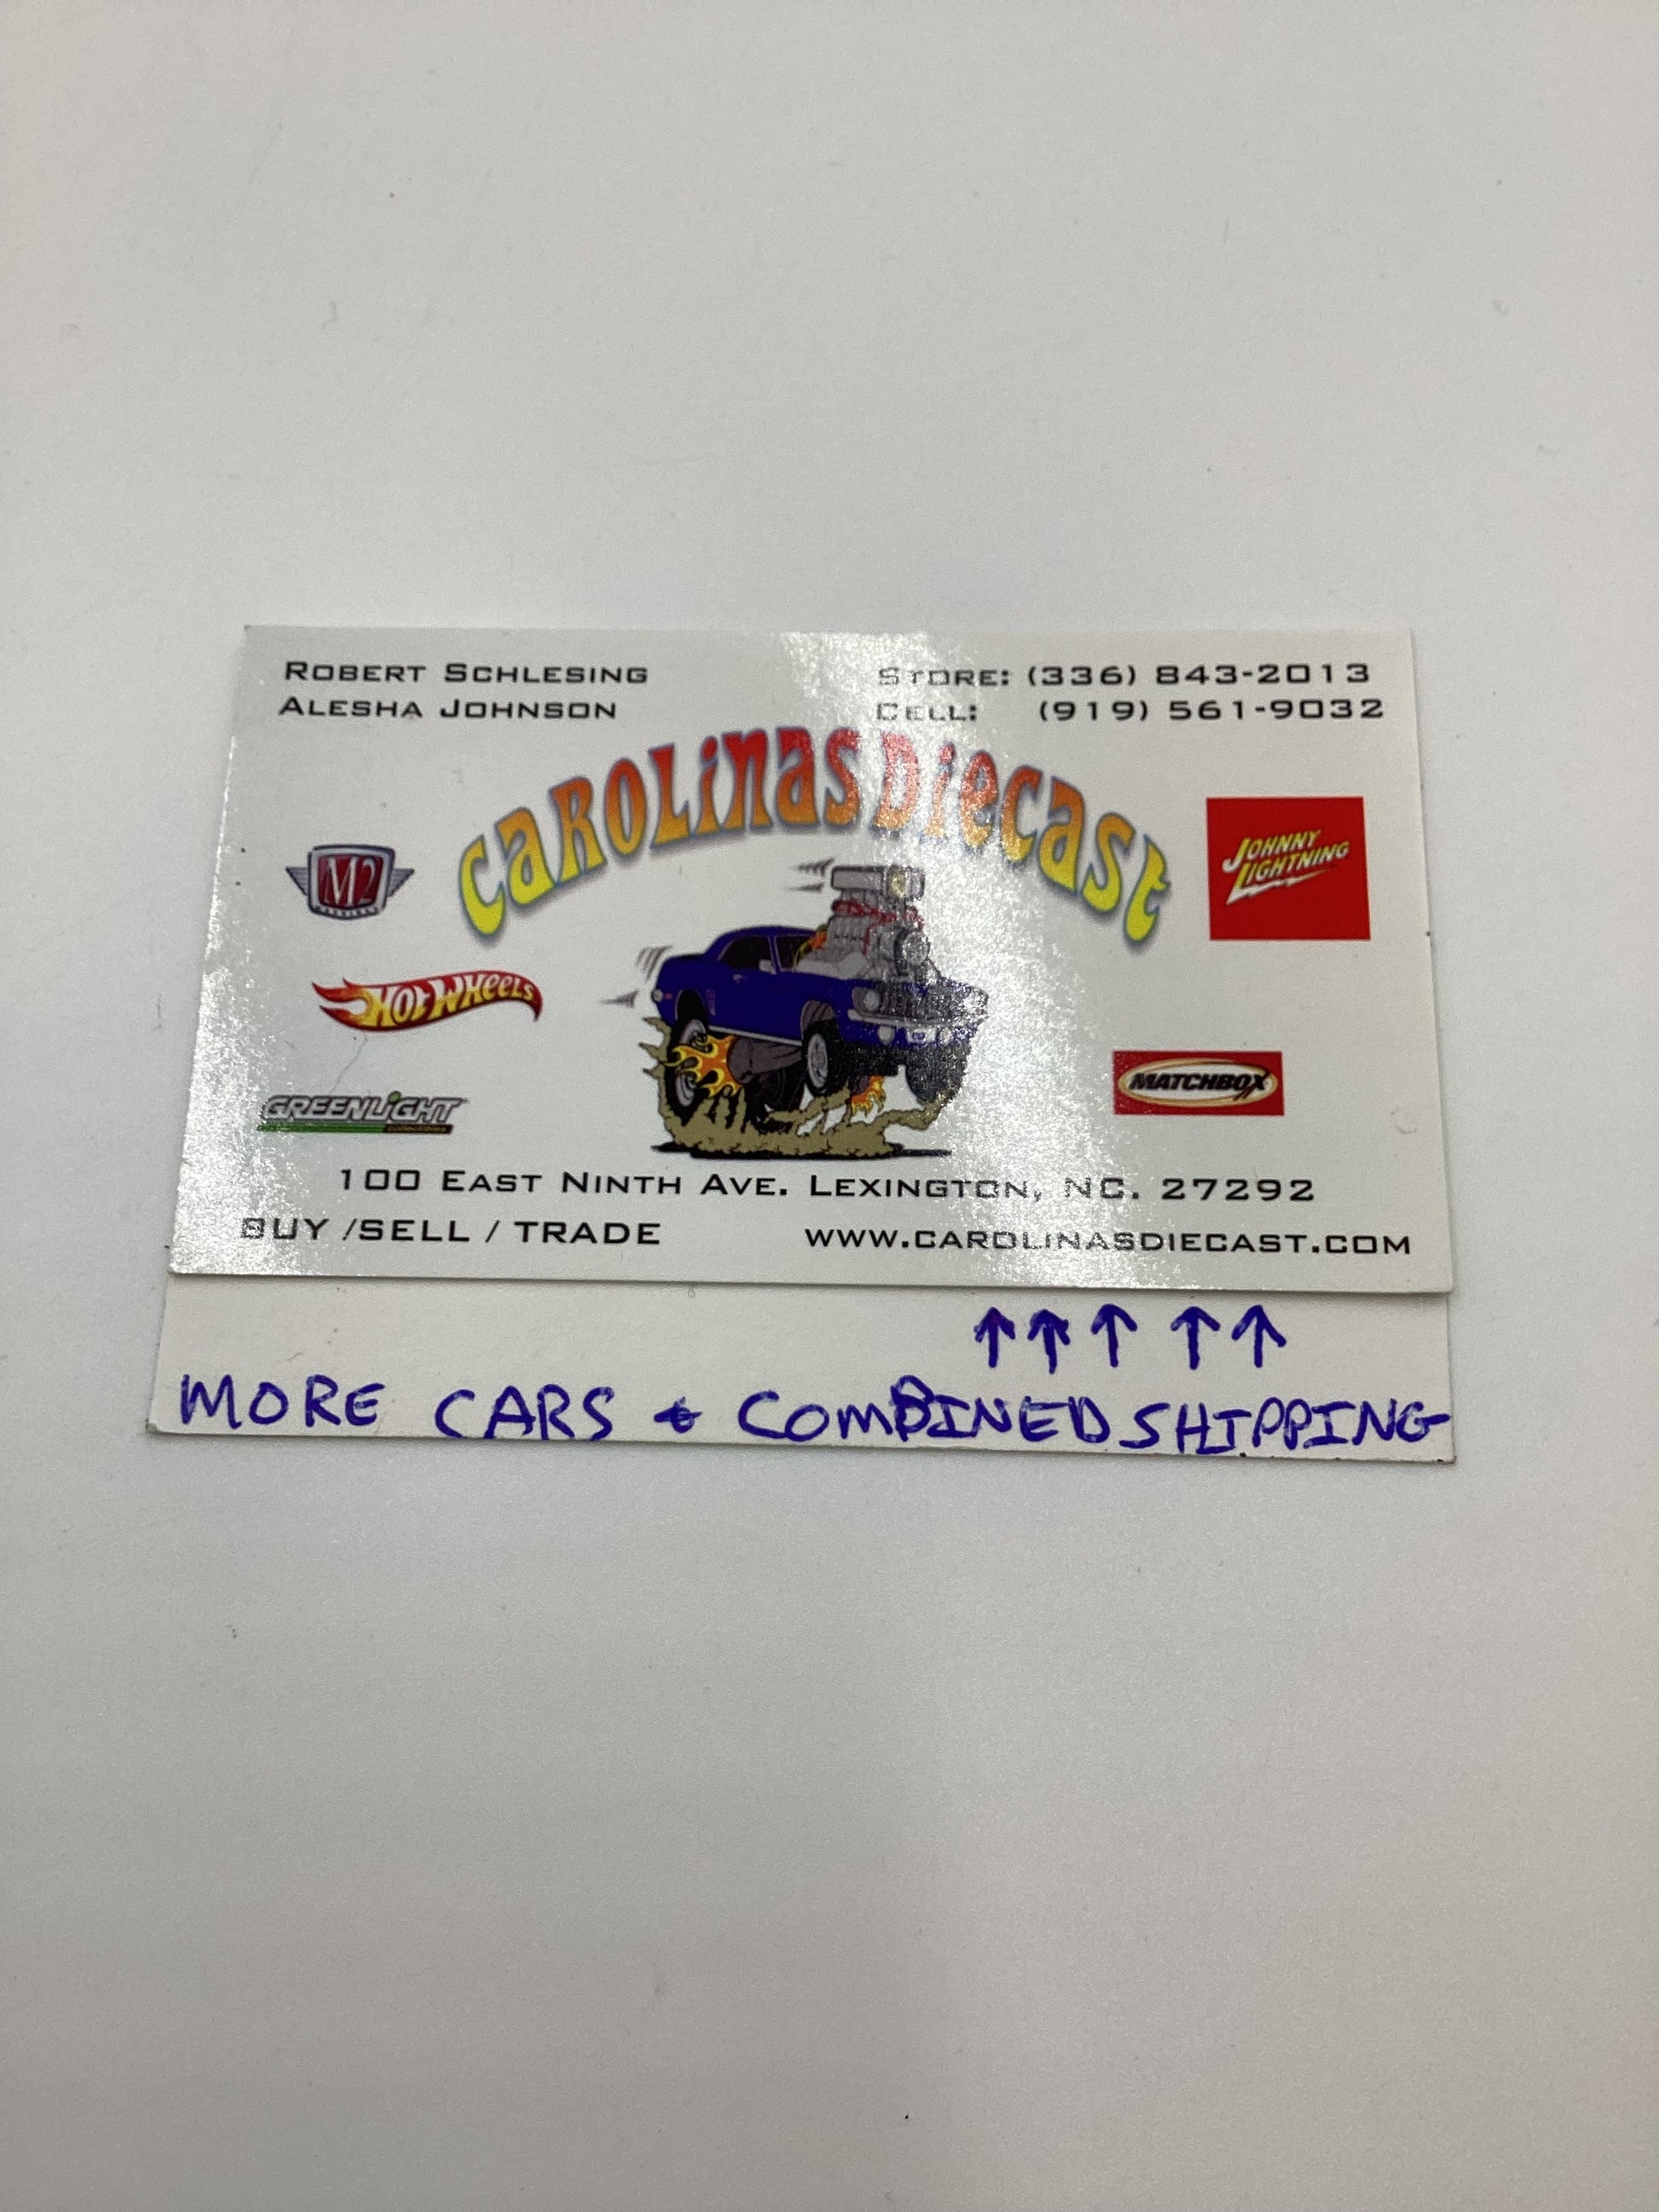 ROBERT SCHLESING
ALESHA JOHNSON
STORE: (336) 843-2013
CELL: (919) 561-9032
CAROLINAS DIECAST
M2
JOHNNY
LIGHTNING
HOT WHEELS
MATCHBOX
GREENLIGHT
100 EAST NINTH AVE. LEXINGTON, NC. 27292
BUY /SELL / TRADE
WWW.CAROLINASDIECAST.COM
↑↑↑ ↑↑
MORE CARS & COMBINED SHIPPING